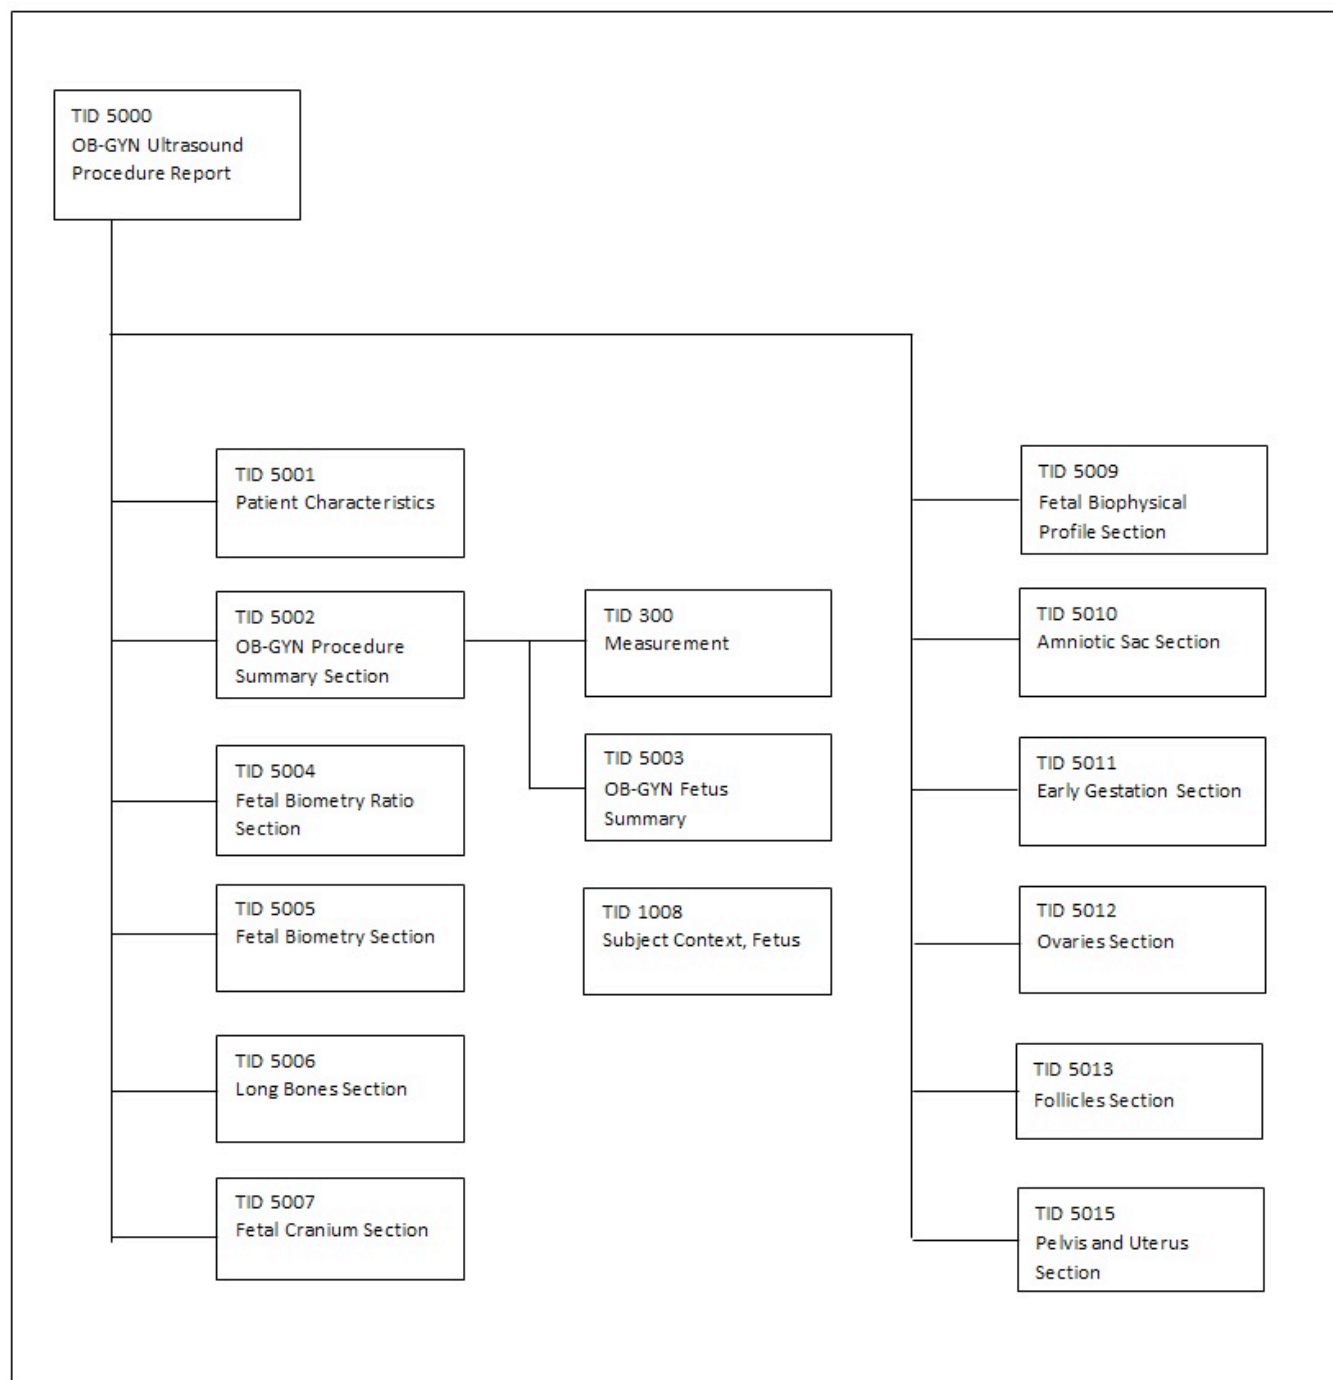 TID 5000
OB-GYN Ultrasound
Procedure Report
TID 5001
Patient Characteristics
TID 5002
OB-GYN Procedure
Summary Section
TID 300
Measurement
TID 5003
OB-GYN Fetus
Summary
TID 5004
Fetal Biometry Ratio
Section
TID 5005
Fetal Biometry Section
TID 1008
Subject Context, Fetus
TID 5006
Long Bones Section
TID 5007
Fetal Cranium Section
TID 5009
Fetal Biophysical
Profile Section
TID 5010
Amniotic Sac Section
TID 5011
Early Gestation Section
TID 5012
Ovaries Section
TID 5013
Follicles Section
TID 5015
Pelvis and Uterus
Section